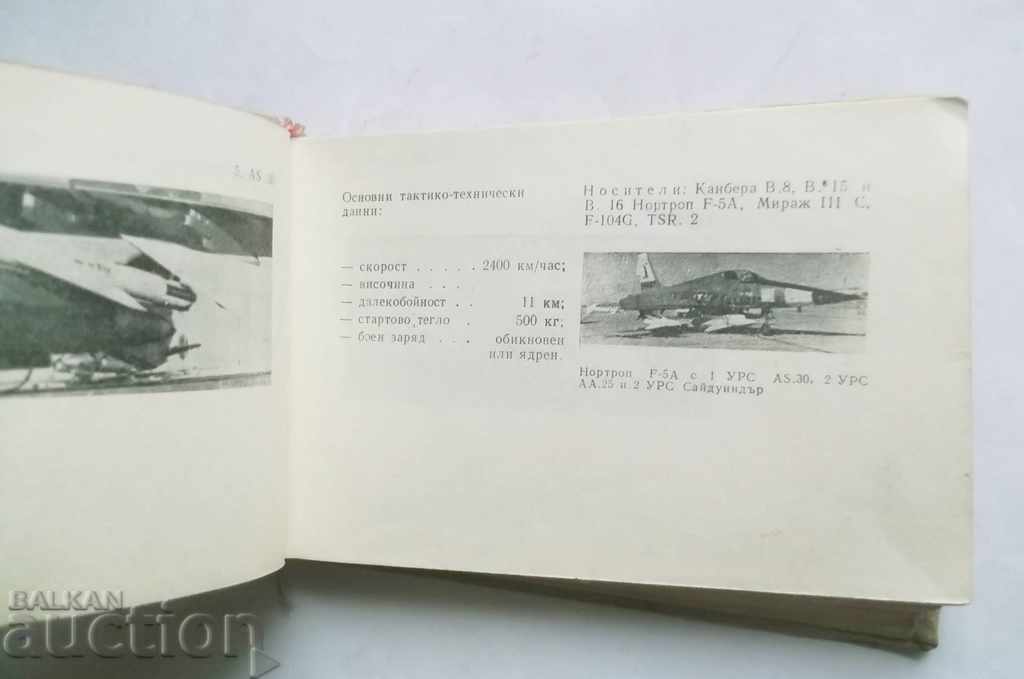 5. AS
Основни тактико-технически
данни:
— скорост . . . . . 2400 км/час;
— височина . . . .
— далекобойност . . 11 км;
— стартово тегло . 500 кг;
— боен заряд . . . обикновен
или ядрен.
Носители: Канбера В.8, В. 15 и
В. 16 Нортроп F-5A, Мираж III C,
F-104G, TSR. 2
Нортроп F-5A с 1 УРС AS.30, 2 УРС
АА.25 и 2 УРС Сайдуиндър
BALKAN
auction